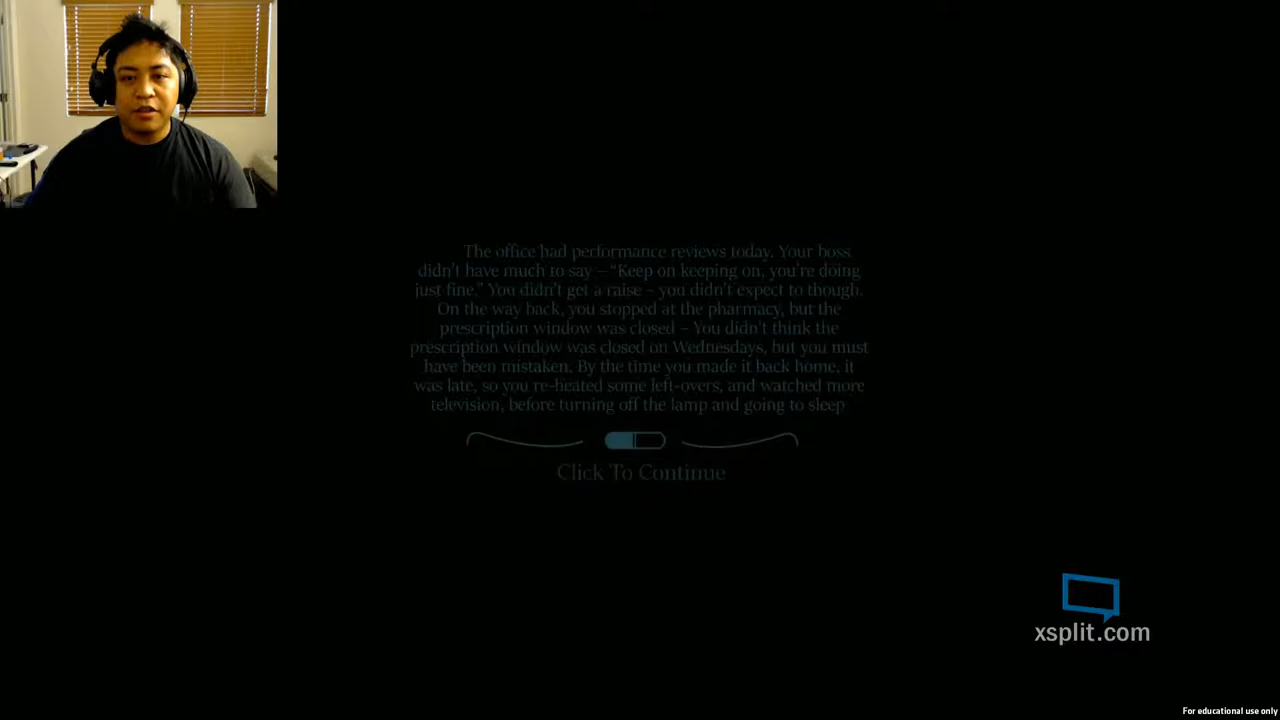 The office had performance reviews today. Your boss
didn't have much to say – "Keep on keeping on, you're doing
just fine." You didn't get a raise – you didn't expect to though.
On the way back, you stopped at the pharmacy, but the
prescription window was closed – You didn't think the
prescription window was closed on Wednesdays, but you must
have been mistaken. By the time you made it back home, it
was late, so you re-heated some left-overs, and watched more
television, before turning off the lamp and going to sleep
Click To Continue
xsplit.com
For educational use only